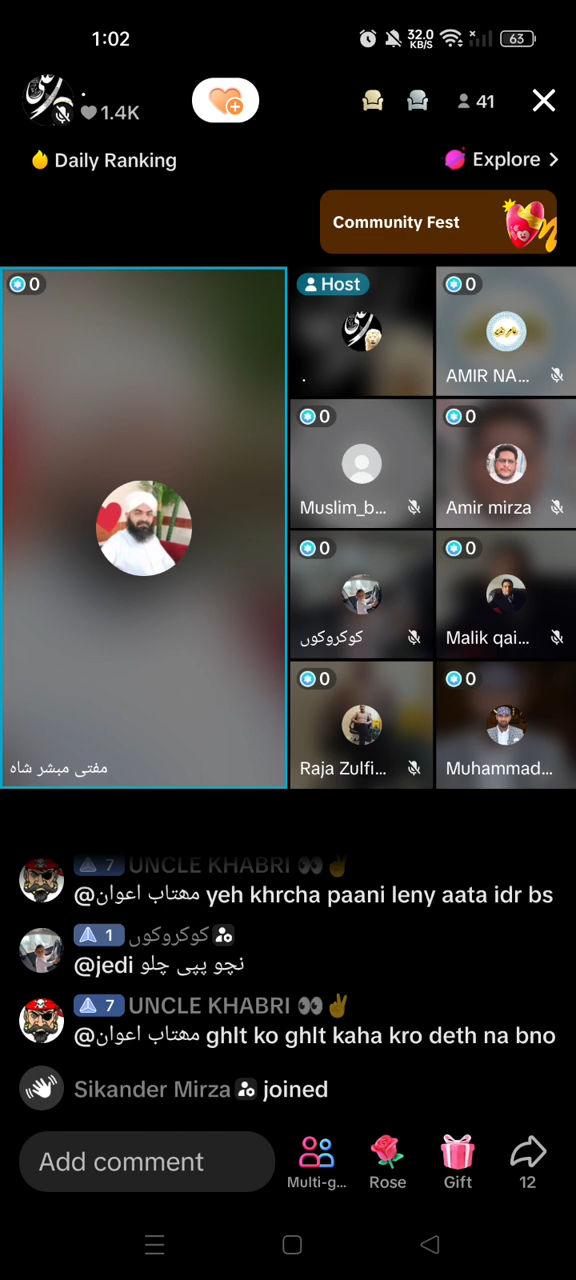 1:02
32.0
KB/S
63
.
1.4K
41
Daily Ranking
Explore
Community Fest
0
Host
0
.
AMIR NA...
0
0
Muslim_b...
Amir mirza
0
0
کوکروکوں
Malik qai...
0
0
Raja Zulfi...
Muhammad...
مفتی مبشر شاہ
7 UNCLE KHABRI 👀✌
@مہتاب اعوان yeh khrcha paani leny aata idr bs
1 کوکروکوں
@jedi نچو پپی چلو
7 UNCLE KHABRI 👀✌
@مہتاب اعوان ghlt ko ghlt kaha kro deth na bno
Sikander Mirza joined
Add comment
Multi-g...
Rose
Gift
12